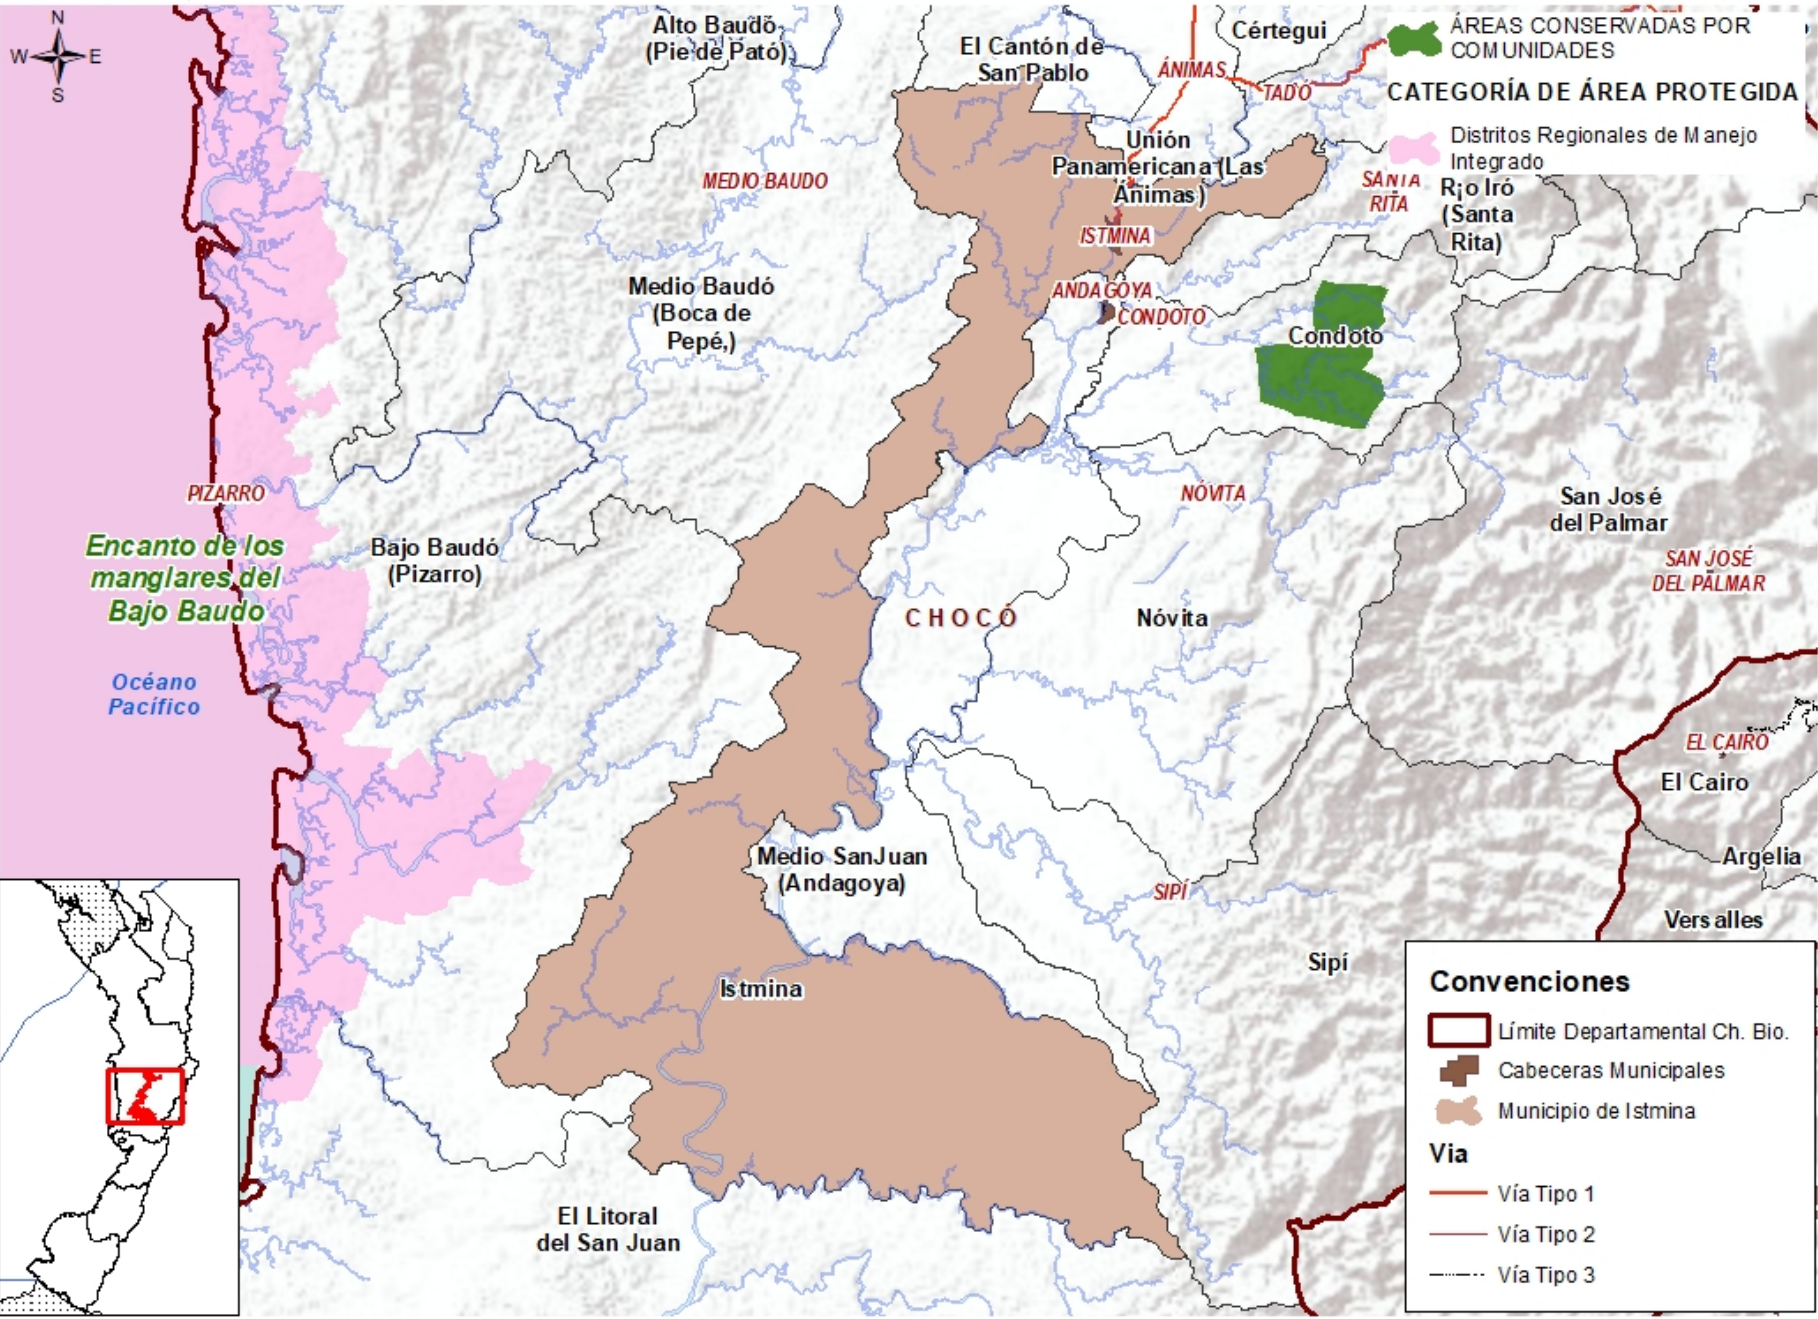 N
W E
S
Alto Baudó
(Pie de Pató)
El Cantón de
San Pablo
Cértegui
ÁNIMAS
TADÓ
ÁREAS CONSERVADAS POR
COMUNIDADES
CATEGORÍA DE ÁREA PROTEGIDA
Distritos Regionales de Manejo
Integrado
Unión
Panamericana (Las
Ánimas)
MEDIO BAUDO
SANTA
RITA
R¡o Iró
(Santa
Rita)
ISTMINA
Medio Baudó
(Boca de
Pepé,)
ANDAGOYA
CONDOTO
Condoto
PIZARRO
NÓVITA
San José
del Palmar
Encanto de los
manglares del
Bajo Baudo
Bajo Baudó
(Pizarro)
SAN JOSÉ
DEL PALMAR
CHOCÓ
Nóvita
Océano
Pacífico
EL CAIRO
El Cairo
Argelia
Medio SanJuan
(Andagoya)
SIPÍ
Versalles
Sipí
Istmina
El Litoral
del San Juan
Convenciones
Límite Departamental Ch. Bio.
Cabeceras Municipales
Municipio de Istmina
Via
Vía Tipo 1
Vía Tipo 2
Vía Tipo 3